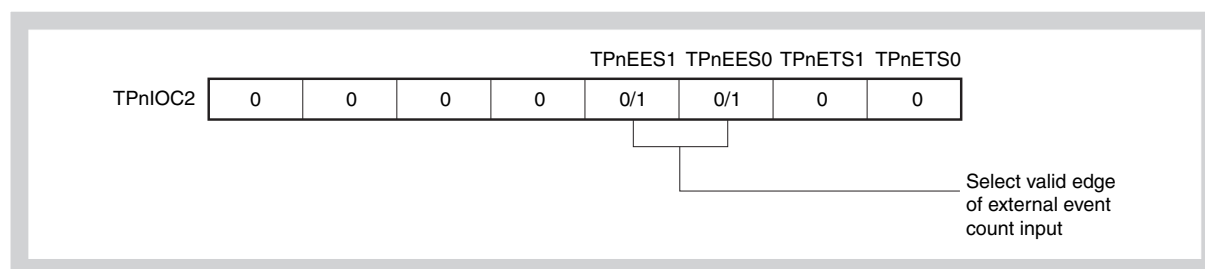 TPnEES1 TPnEES0 TPnETS1 TPnETS0
TPnIOC2 0 0 0 0 0/1 0/1 0 0
Select valid edge
of external event
count input